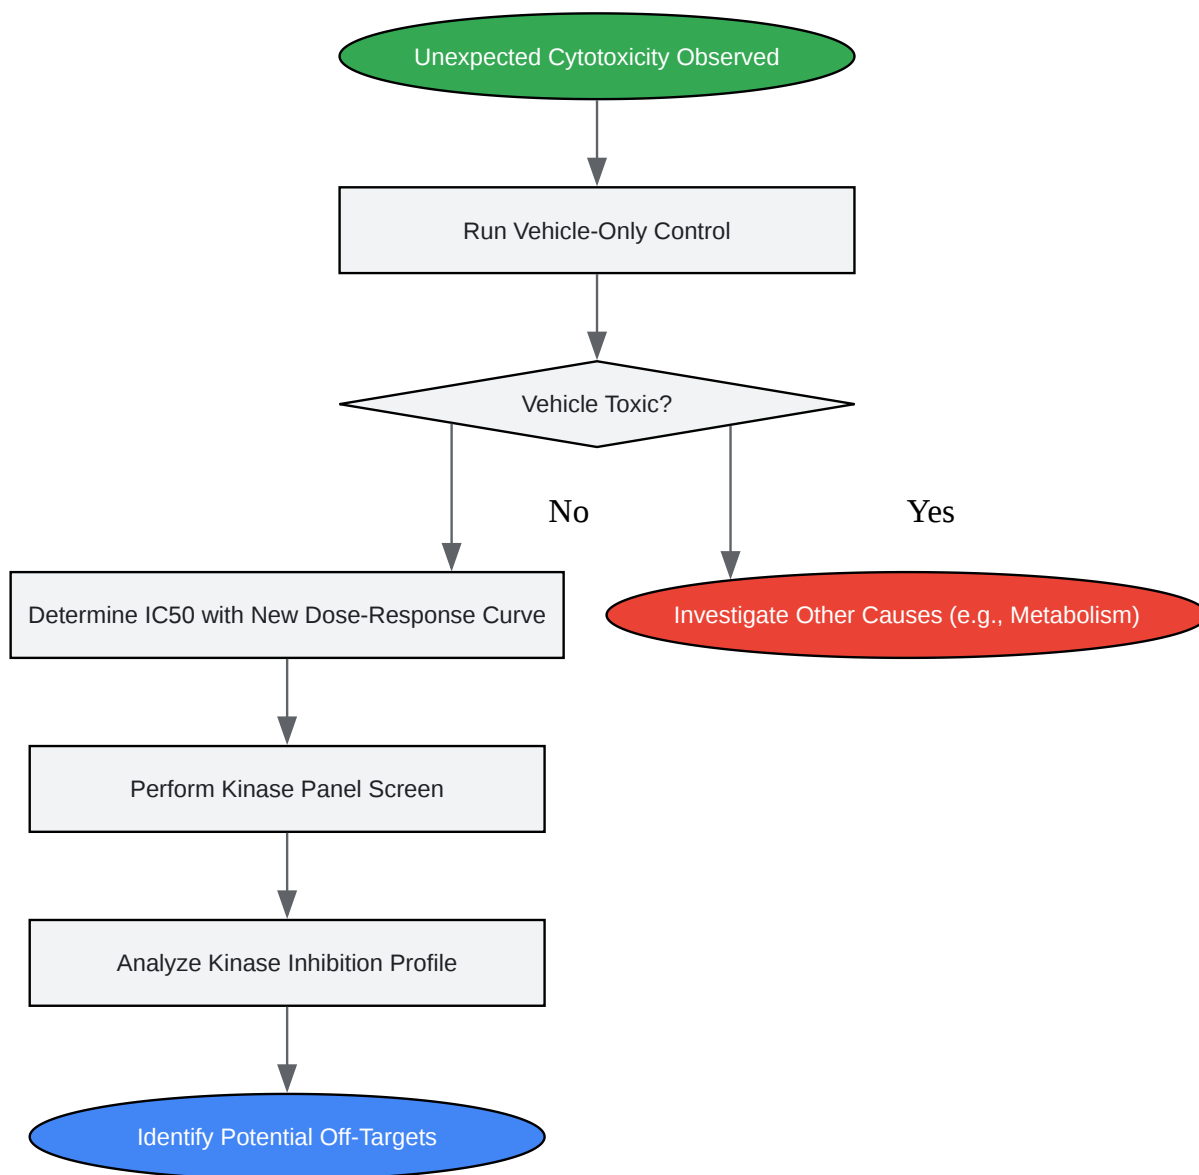 Unexpected Cytotoxicity Observed
Run Vehicle-Only Control
Vehicle Toxic?
No
Yes
Determine IC50 with New Dose-Response Curve
Investigate Other Causes (e.g., Metabolism)
Perform Kinase Panel Screen
Analyze Kinase Inhibition Profile
Identify Potential Off-Targets